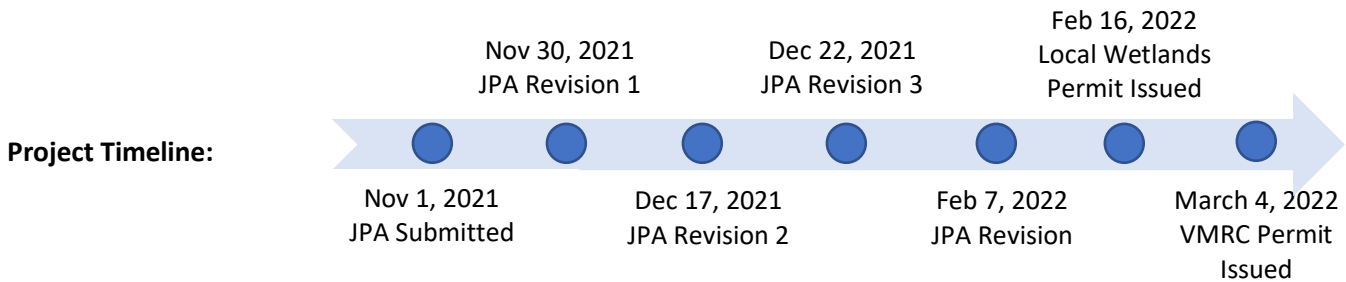 Project Timeline:
Nov 1, 2021
JPA Submitted
Nov 30, 2021
JPA Revision 1
Dec 17, 2021
JPA Revision 2
Dec 22, 2021
JPA Revision 3
Feb 7, 2022
JPA Revision
Feb 16, 2022
Local Wetlands
Permit Issued
March 4, 2022
VMRC Permit
Issued